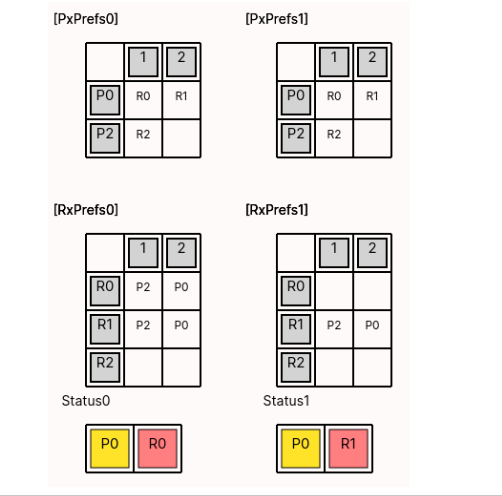 [PxPrefs0] [PxPrefs1]
1 2 1 2
P0 R0 R1 P0 R0 R1
P2 R2 P2 R2
[RxPrefs0] [RxPrefs1]
1 2 1 2
R0 P2 P0 R0
R1 P2 P0 R1 P2 P0
R2 R2
Status0 Status1
P0 R0 P0 R1